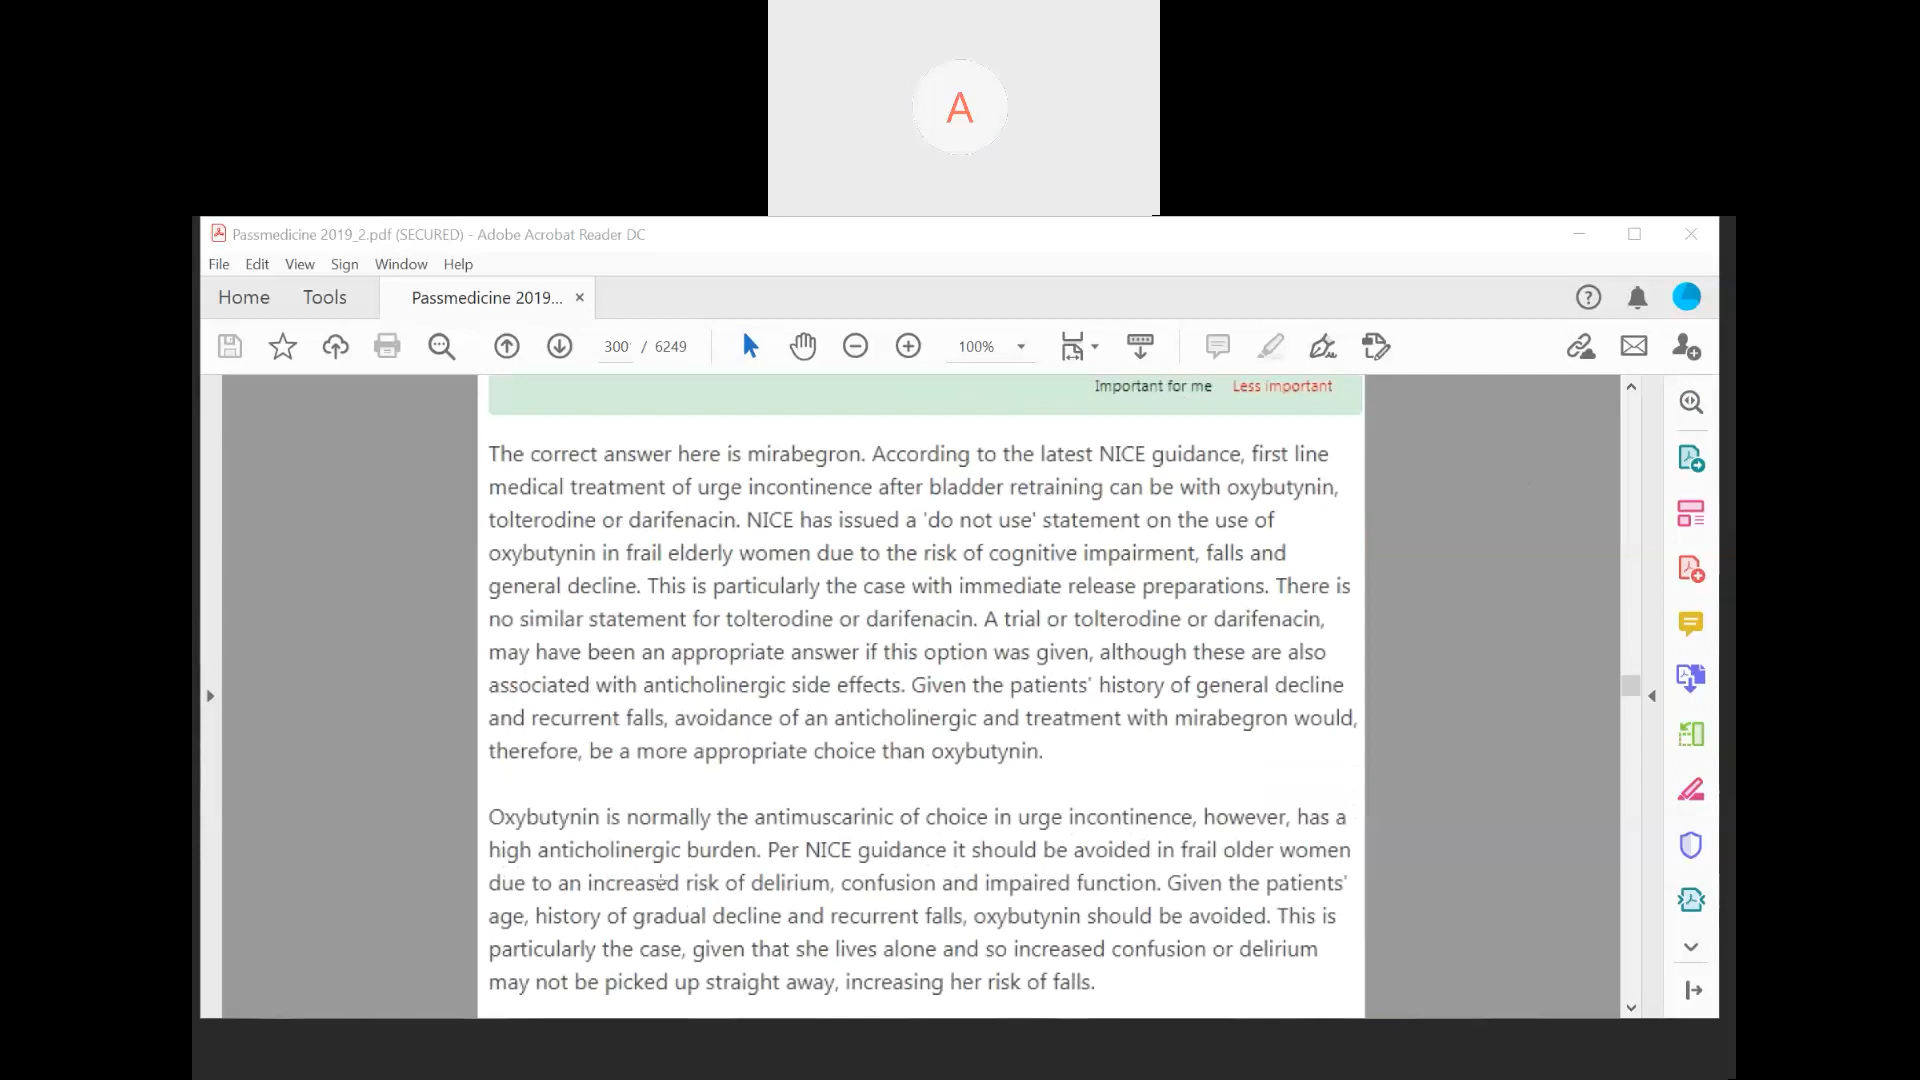 A
Passmedicine 2019_2.pdf (SECURED) - Adobe Acrobat Reader DC
File Edit View Sign Window Help
Home Tools Passmedicine 2019... ×
300 / 6249 100%
Important for me Less important
The correct answer here is mirabegron. According to the latest NICE guidance, first line
medical treatment of urge incontinence after bladder retraining can be with oxybutynin,
tolterodine or darifenacin. NICE has issued a 'do not use' statement on the use of
oxybutynin in frail elderly women due to the risk of cognitive impairment, falls and
general decline. This is particularly the case with immediate release preparations. There is
no similar statement for tolterodine or darifenacin. A trial or tolterodine or darifenacin,
may have been an appropriate answer if this option was given, although these are also
associated with anticholinergic side effects. Given the patients' history of general decline
and recurrent falls, avoidance of an anticholinergic and treatment with mirabegron would,
therefore, be a more appropriate choice than oxybutynin.
Oxybutynin is normally the antimuscarinic of choice in urge incontinence, however, has a
high anticholinergic burden. Per NICE guidance it should be avoided in frail older women
due to an increased risk of delirium, confusion and impaired function. Given the patients'
age, history of gradual decline and recurrent falls, oxybutynin should be avoided. This is
particularly the case, given that she lives alone and so increased confusion or delirium
may not be picked up straight away, increasing her risk of falls.